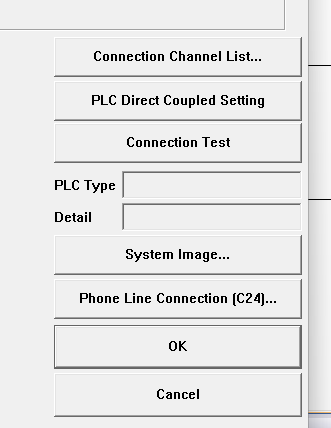 Connection Channel List...
PLC Direct Coupled Setting
Connection Test
PLC Type
Detail
System Image...
Phone Line Connection (C24)...
OK
Cancel